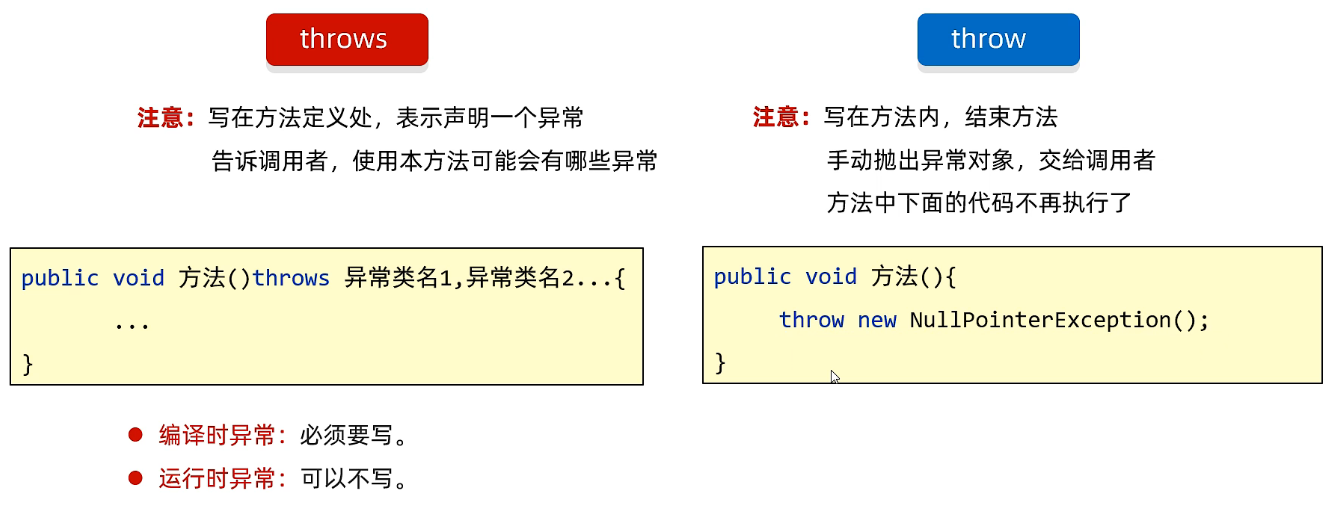 throws
注意：写在方法定义处，表示声明一个异常
告诉调用者，使用本方法可能会有哪些异常
public void 方法()throws 异常类名1,异常类名2...{
...
}
● 编译时异常：必须要写。
● 运行时异常：可以不写。
throw
注意：写在方法内，结束方法
手动抛出异常对象，交给调用者
方法中下面的代码不再执行了
public void 方法(){
throw new NullPointerException();
}